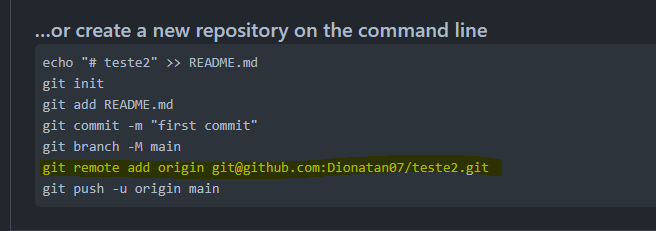 …or create a new repository on the command line
echo "# teste2" >> README.md
git init
git add README.md
git commit -m "first commit"
git branch -M main
git remote add origin git@github.com:Dionatan07/teste2.git
git push -u origin main